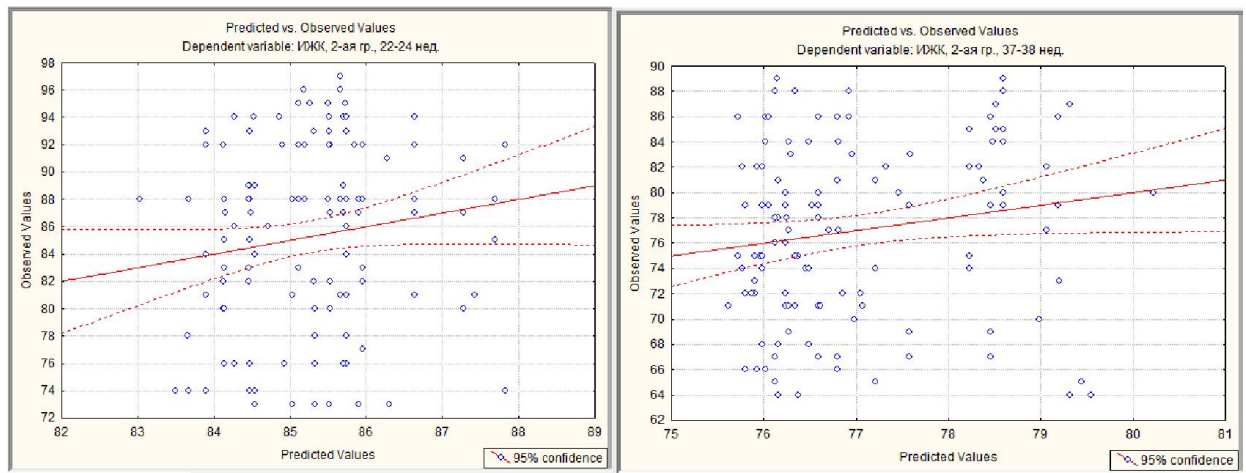 Predicted vs. Observed Values
Dependent variable: ИЖК, 2-ая гр., 22-24 нед.
98
96
94
92
90
88
86
84
82
80
78
76
74
72
Observed Values
82 83 84 85 86 87 88 89
Predicted Values
95% confidence
Predicted vs. Observed Values
Dependent variable: ИЖК, 2-ая гр., 37-38 нед.
90
88
86
84
82
80
78
76
74
72
70
68
66
64
62
Observed Values
75 76 77 78 79 80 81
Predicted Values
95% confidence